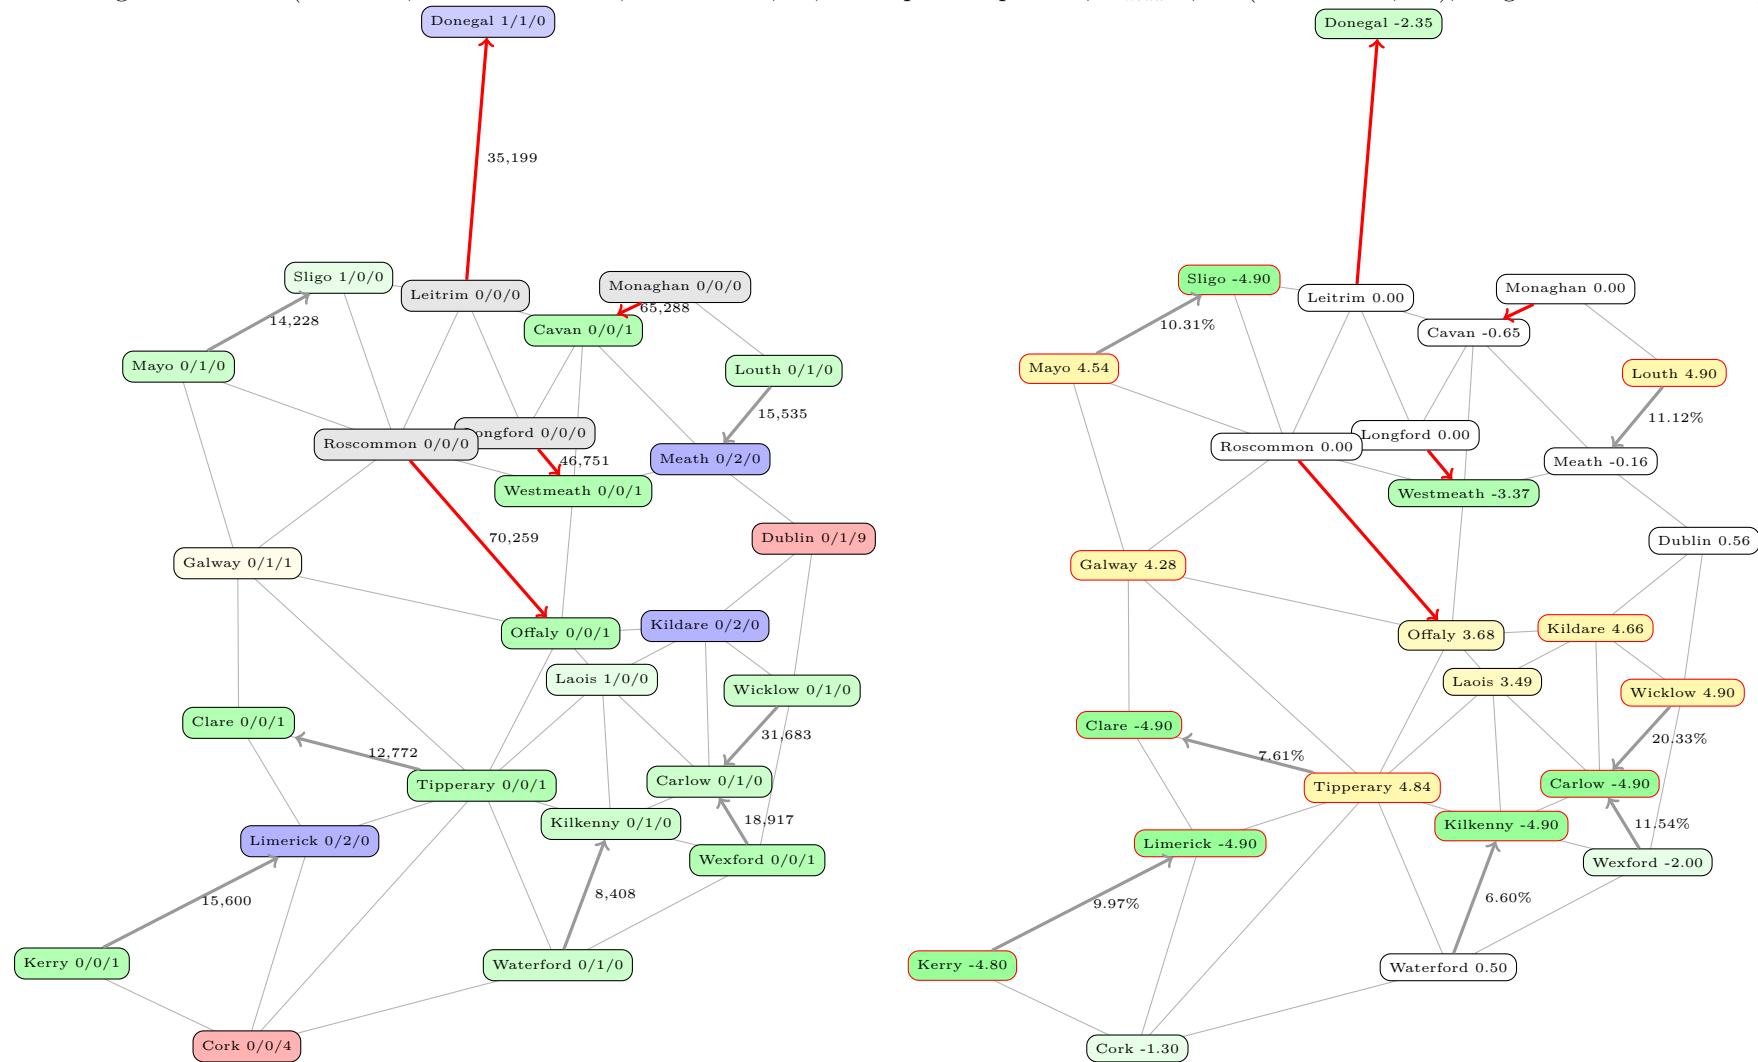 Donegal 1/1/0
35,199
Sligo 1/0/0
Leitrim 0/0/0
Monaghan 0/0/0
65,288
14,228
Cavan 0/0/1
Mayo 0/1/0
Louth 0/1/0
15,535
Roscommon 0/0/0
ongford 0/0/0
46,751
Meath 0/2/0
Westmeath 0/0/1
70,259
Dublin 0/1/9
Galway 0/1/1
Offaly 0/0/1
Kildare 0/2/0
Laois 1/0/0
Wicklow 0/1/0
Clare 0/0/1
12,772
31,683
Tipperary 0/0/1
Carlow 0/1/0
Kilkenny 0/1/0
18,917
Limerick 0/2/0
Wexford 0/0/1
15,600
8,408
Kerry 0/0/1
Waterford 0/1/0
Cork 0/0/4
Donegal -2.35
Sligo -4.90
Leitrim 0.00
Monaghan 0.00
10.31%
Cavan -0.65
Mayo 4.54
Louth 4.90
11.12%
Roscommon 0.00
Longford 0.00
Meath -0.16
Westmeath -3.37
Dublin 0.56
Galway 4.28
Offaly 3.68
Kildare 4.66
Laois 3.49
Wicklow 4.90
Clare -4.90
7.61%
20.33%
Tipperary 4.84
Carlow -4.90
Kilkenny -4.90
11.54%
Limerick -4.90
Wexford -2.00
9.97%
6.60%
Kerry -4.80
Waterford 0.50
Cork -1.30